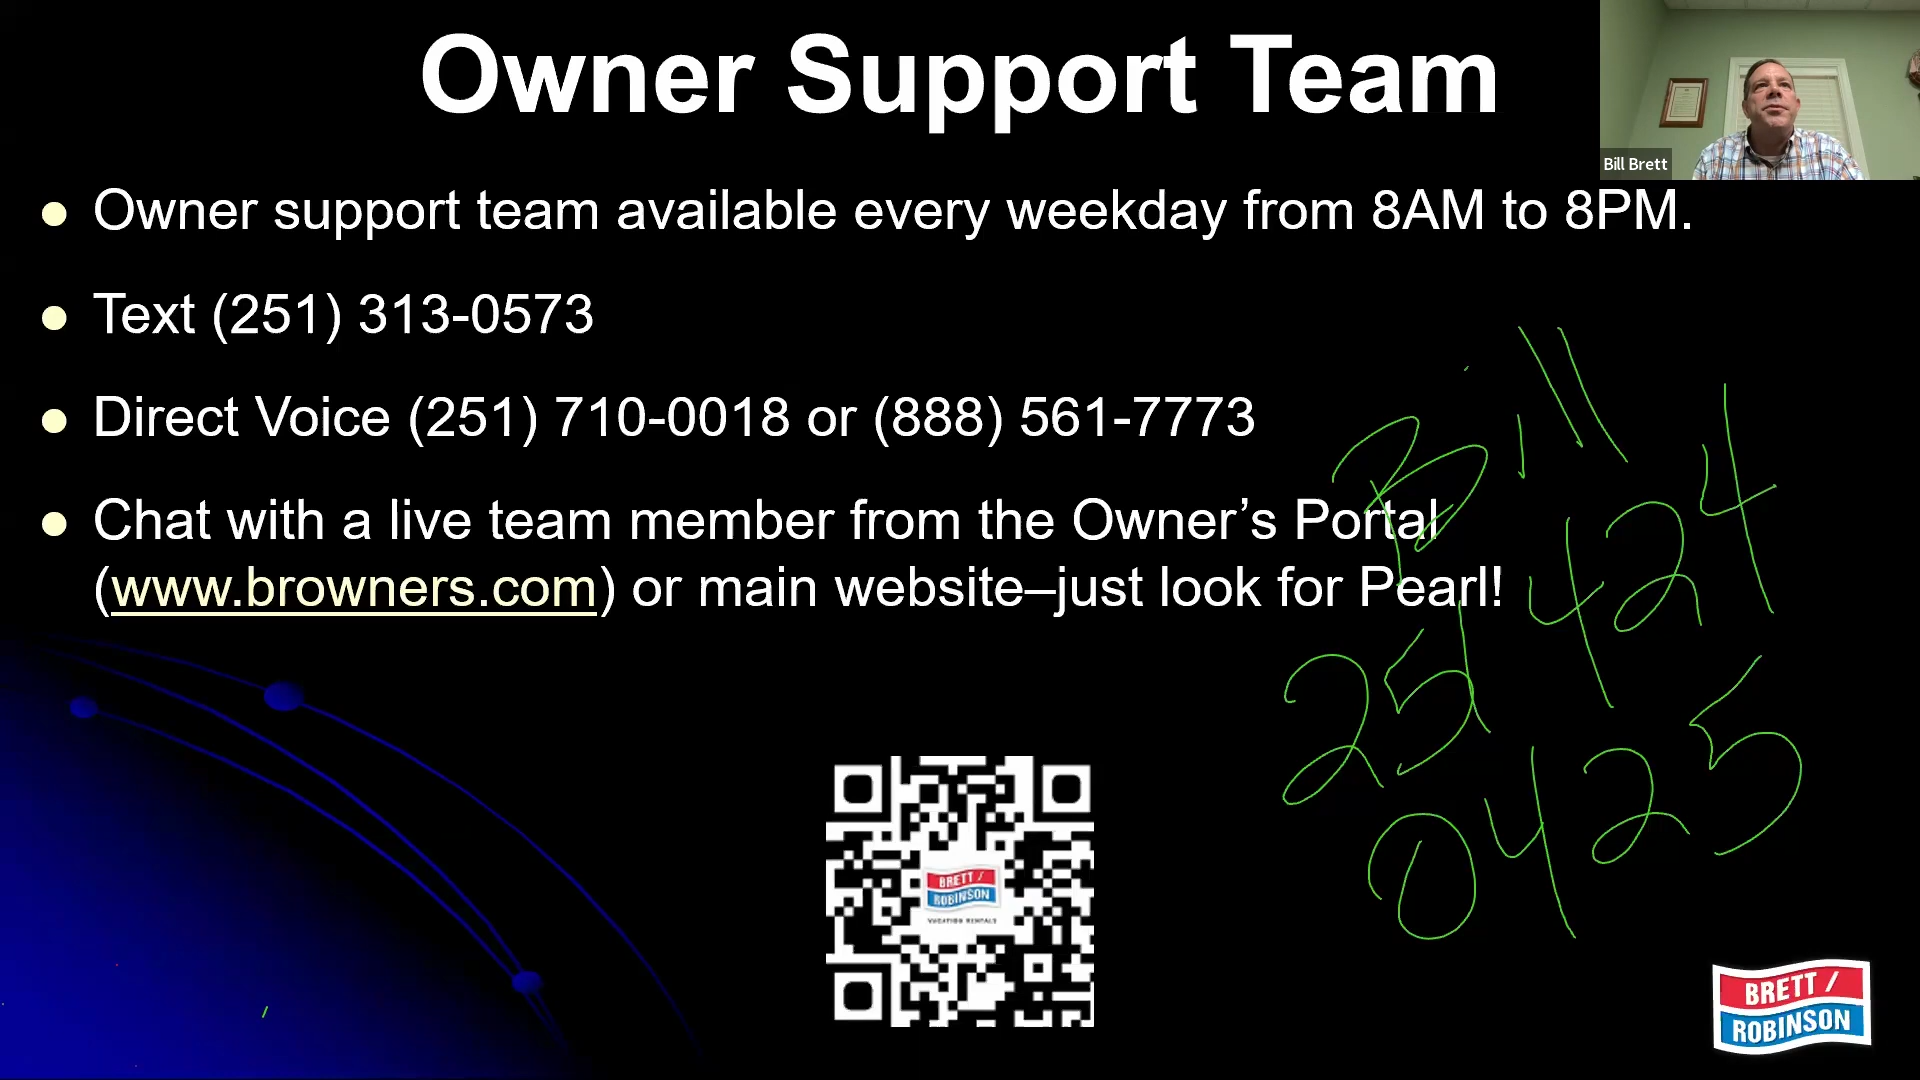 Owner Support Team
Bill Brett
Owner support team available every weekday from 8AM to 8PM.
Text (251) 313-0573
Direct Voice (251) 710-0018 or (888) 561-7773
Chat with a live team member from the Owner’s Portal
(www.browners.com) or main website–just look for Pearl!
Bill
251 424
0425
BRETT /
ROBINSON
VACATION RENTALS
BRETT /
ROBINSON